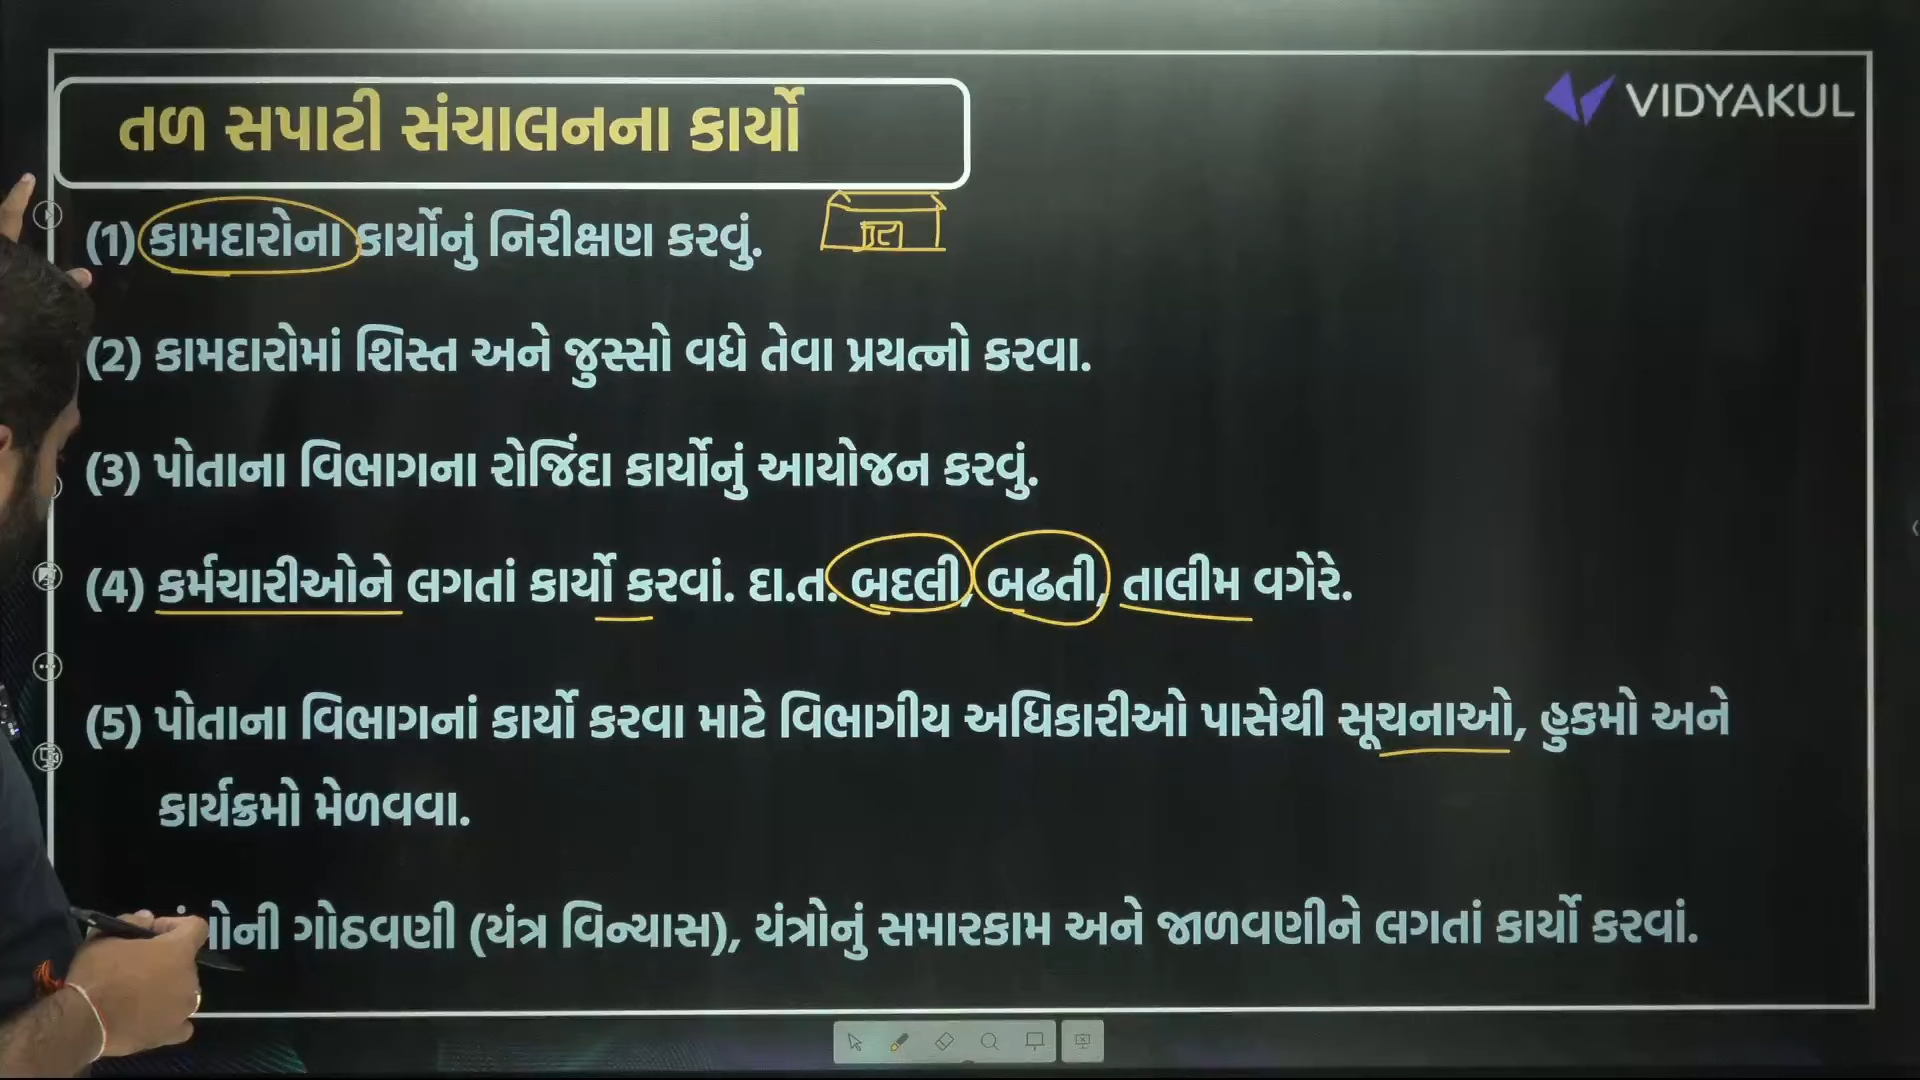 VIDYAKUL
તળ સપાટી સંચાલનના કાર્યો
(1) કામદારોના કાર્યોનું નિરીક્ષણ કરવું.
(2) કામદારોમાં શિસ્ત અને જુસ્સો વધે તેવા પ્રયત્નો કરવા.
(3) પોતાના વિભાગના રોજિંદા કાર્યોનું આયોજન કરવું.
(4) કર્મચારીઓને લગતાં કાર્યો કરવાં. દા.ત. બદલી, બઢતી, તાલીમ વગેરે.
(5) પોતાના વિભાગનાં કાર્યો કરવા માટે વિભાગીય અધિકારીઓ પાસેથી સૂચનાઓ, હુકમો અને
કાર્યક્રમો મેળવવા.
ગોઠવણી (યંત્ર વિન્યાસ), યંત્રોનું સમારકામ અને જાળવણીને લગતાં કાર્યો કરવાં.